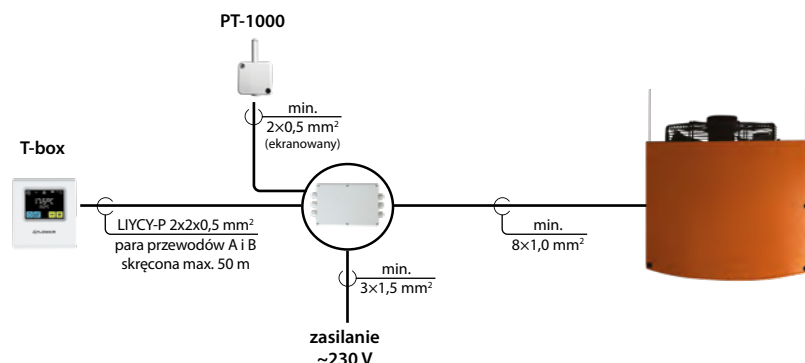 PT-1000
min.
2×0,5 mm²
(ekranowany)
T-box
FLOWAIR
LIYCY-P 2x2x0,5 mm²
para przewodów A i B
skręcona max. 50 m
min.
8×1,0 mm²
min.
3×1,5 mm²
zasilanie
~230 V